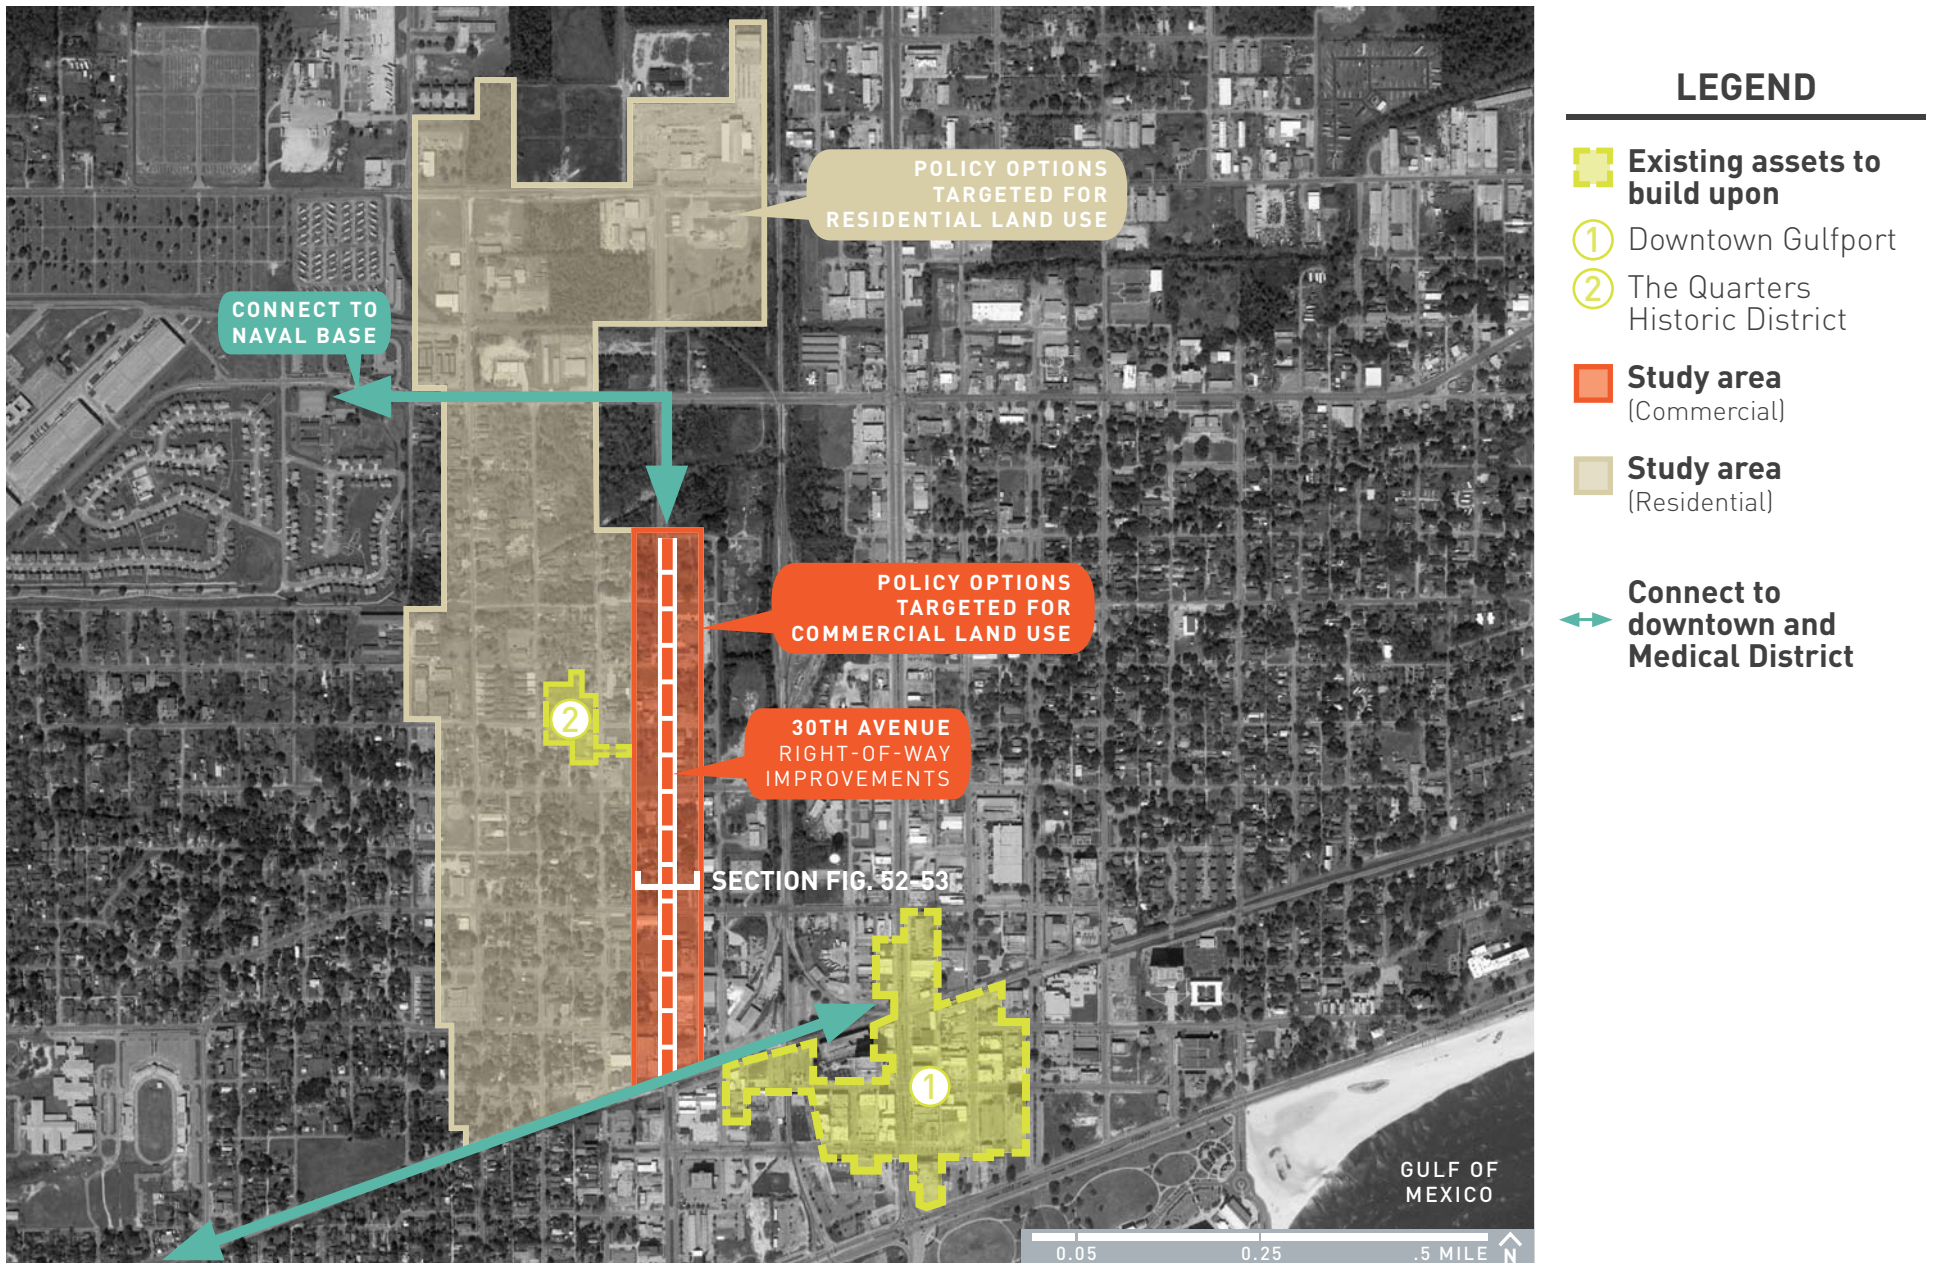 POLICY OPTIONS
TARGETED FOR
RESIDENTIAL LAND USE
CONNECT TO
NAVAL BASE
POLICY OPTIONS
TARGETED FOR
COMMERCIAL LAND USE
2
30TH AVENUE
RIGHT-OF-WAY
IMPROVEMENTS
SECTION FIG. 52-53
1
GULF OF
MEXICO
0.05 0.25 .5 MILE N
LEGEND
Existing assets to
build upon
1 Downtown Gulfport
2 The Quarters
Historic District
Study area
(Commercial)
Study area
(Residential)
Connect to
downtown and
Medical District